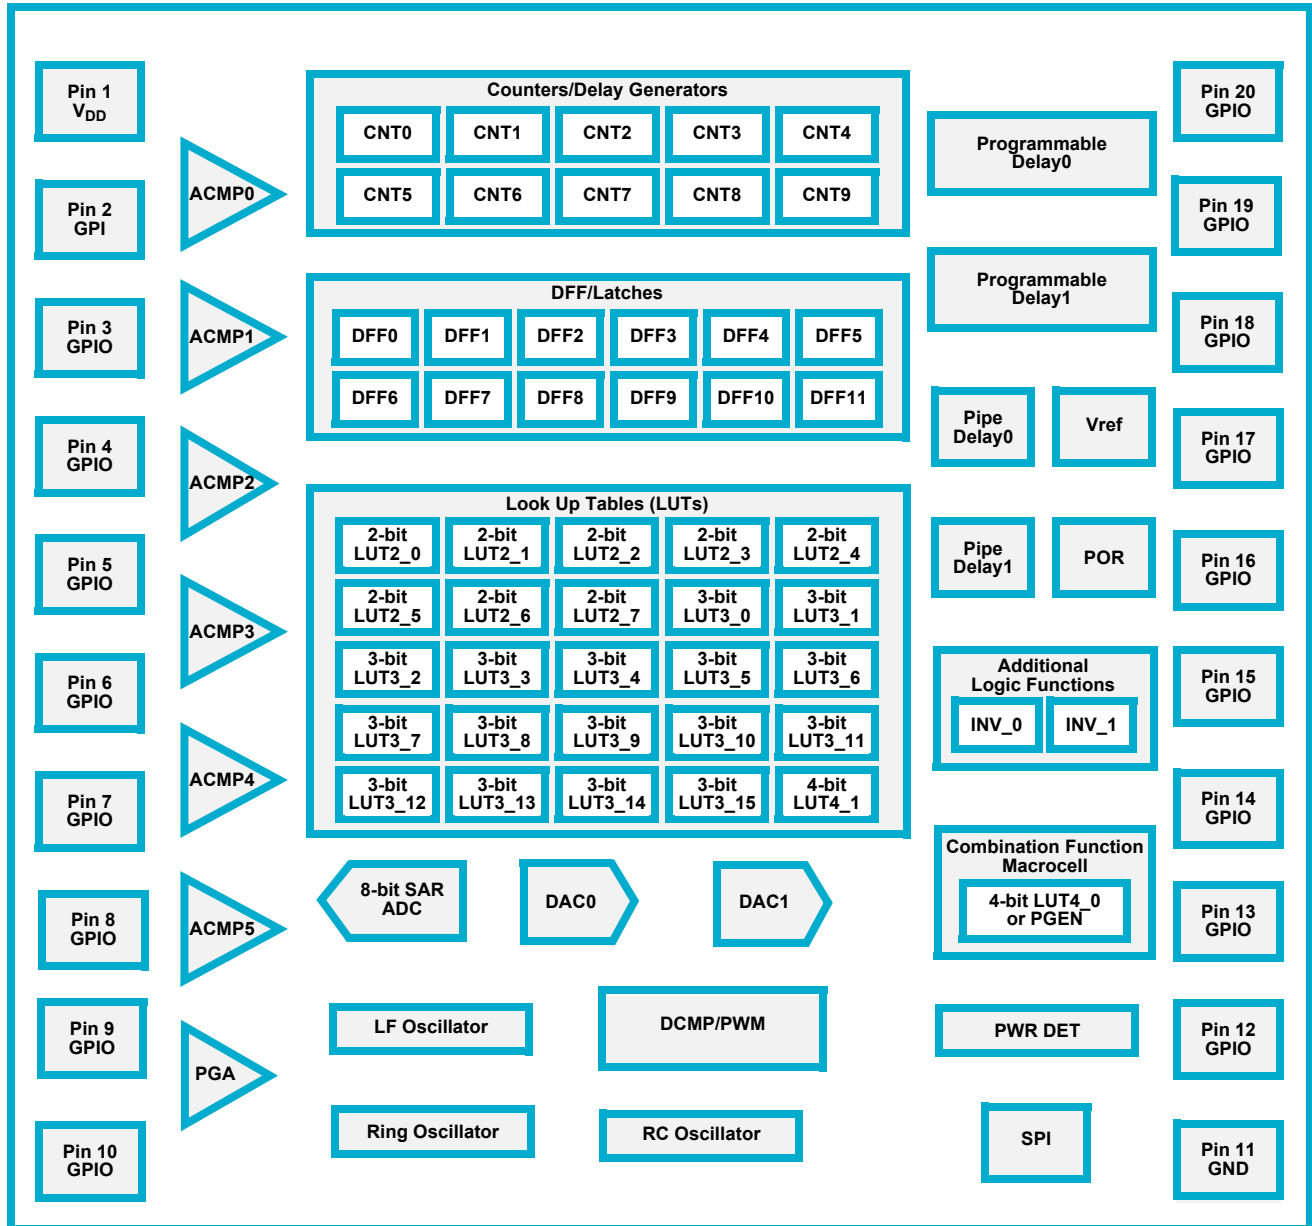 Pin 1
VDD
Pin 2
GPI
Pin 3
GPIO
Pin 4
GPIO
Pin 5
GPIO
Pin 6
GPIO
Pin 7
GPIO
Pin 8
GPIO
Pin 9
GPIO
Pin 10
GPIO
ACMP0
ACMP1
ACMP2
ACMP3
ACMP4
ACMP5
PGA
Counters/Delay Generators
CNT0 CNT1 CNT2 CNT3 CNT4
CNT5 CNT6 CNT7 CNT8 CNT9
DFF/Latches
DFF0 DFF1 DFF2 DFF3 DFF4 DFF5
DFF6 DFF7 DFF8 DFF9 DFF10 DFF11
Look Up Tables (LUTs)
2-bit 2-bit 2-bit 2-bit 2-bit
LUT2_0 LUT2_1 LUT2_2 LUT2_3 LUT2_4
2-bit 2-bit 2-bit 3-bit 3-bit
LUT2_5 LUT2_6 LUT2_7 LUT3_0 LUT3_1
3-bit 3-bit 3-bit 3-bit 3-bit
LUT3_2 LUT3_3 LUT3_4 LUT3_5 LUT3_6
3-bit 3-bit 3-bit 3-bit 3-bit
LUT3_7 LUT3_8 LUT3_9 LUT3_10 LUT3_11
3-bit 3-bit 3-bit 3-bit 4-bit
LUT3_12 LUT3_13 LUT3_14 LUT3_15 LUT4_1
8-bit SAR
ADC
DAC0
DAC1
LF Oscillator
DCMP/PWM
Ring Oscillator
RC Oscillator
Programmable
Delay0
Programmable
Delay1
Pipe
Delay0
Vref
Pipe
Delay1
POR
Additional
Logic Functions
INV_0 INV_1
Combination Function
Macrocell
4-bit LUT4_0
or PGEN
PWR DET
SPI
Pin 20
GPIO
Pin 19
GPIO
Pin 18
GPIO
Pin 17
GPIO
Pin 16
GPIO
Pin 15
GPIO
Pin 14
GPIO
Pin 13
GPIO
Pin 12
GPIO
Pin 11
GND